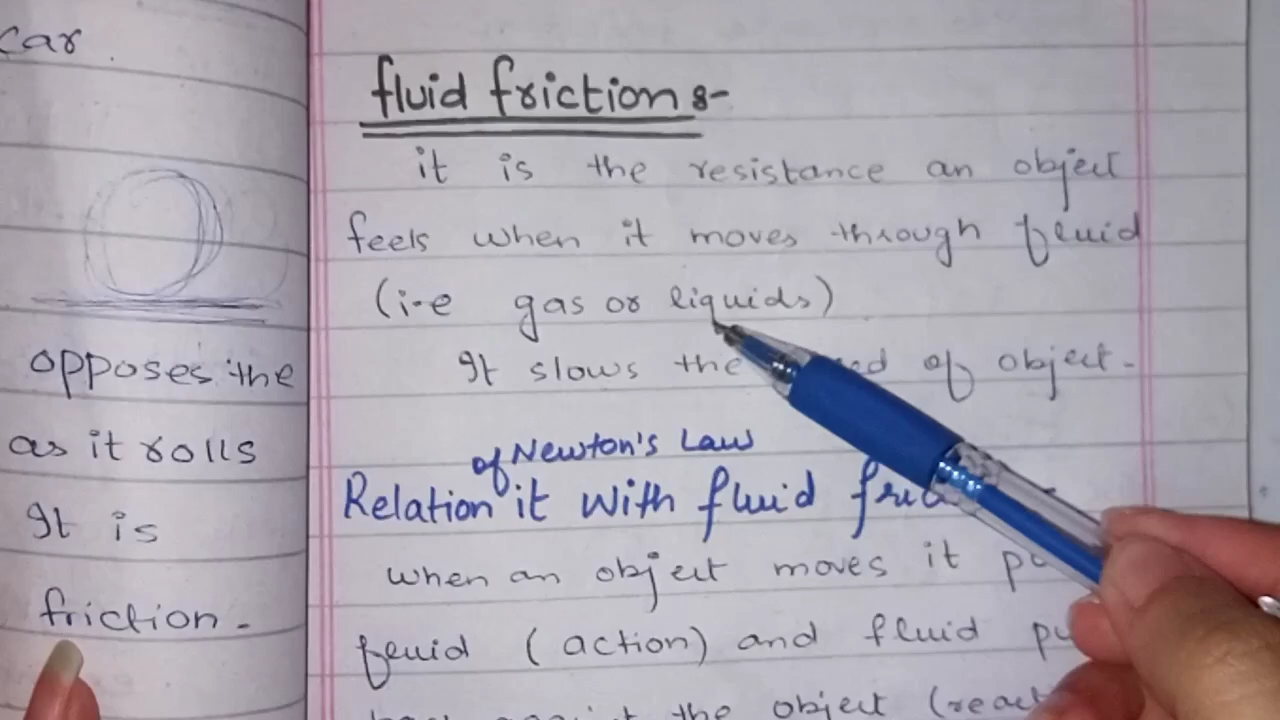 car.
opposes the
as it rolls
It is
friction.
fluid friction :-
it is the resistance an object
feels when it moves through fluid
(i.e gas or liquids)
It slows the of object.
of Newton's Law
Relation it with fluid
when an object moves it
fluid (action) and fluid
the object